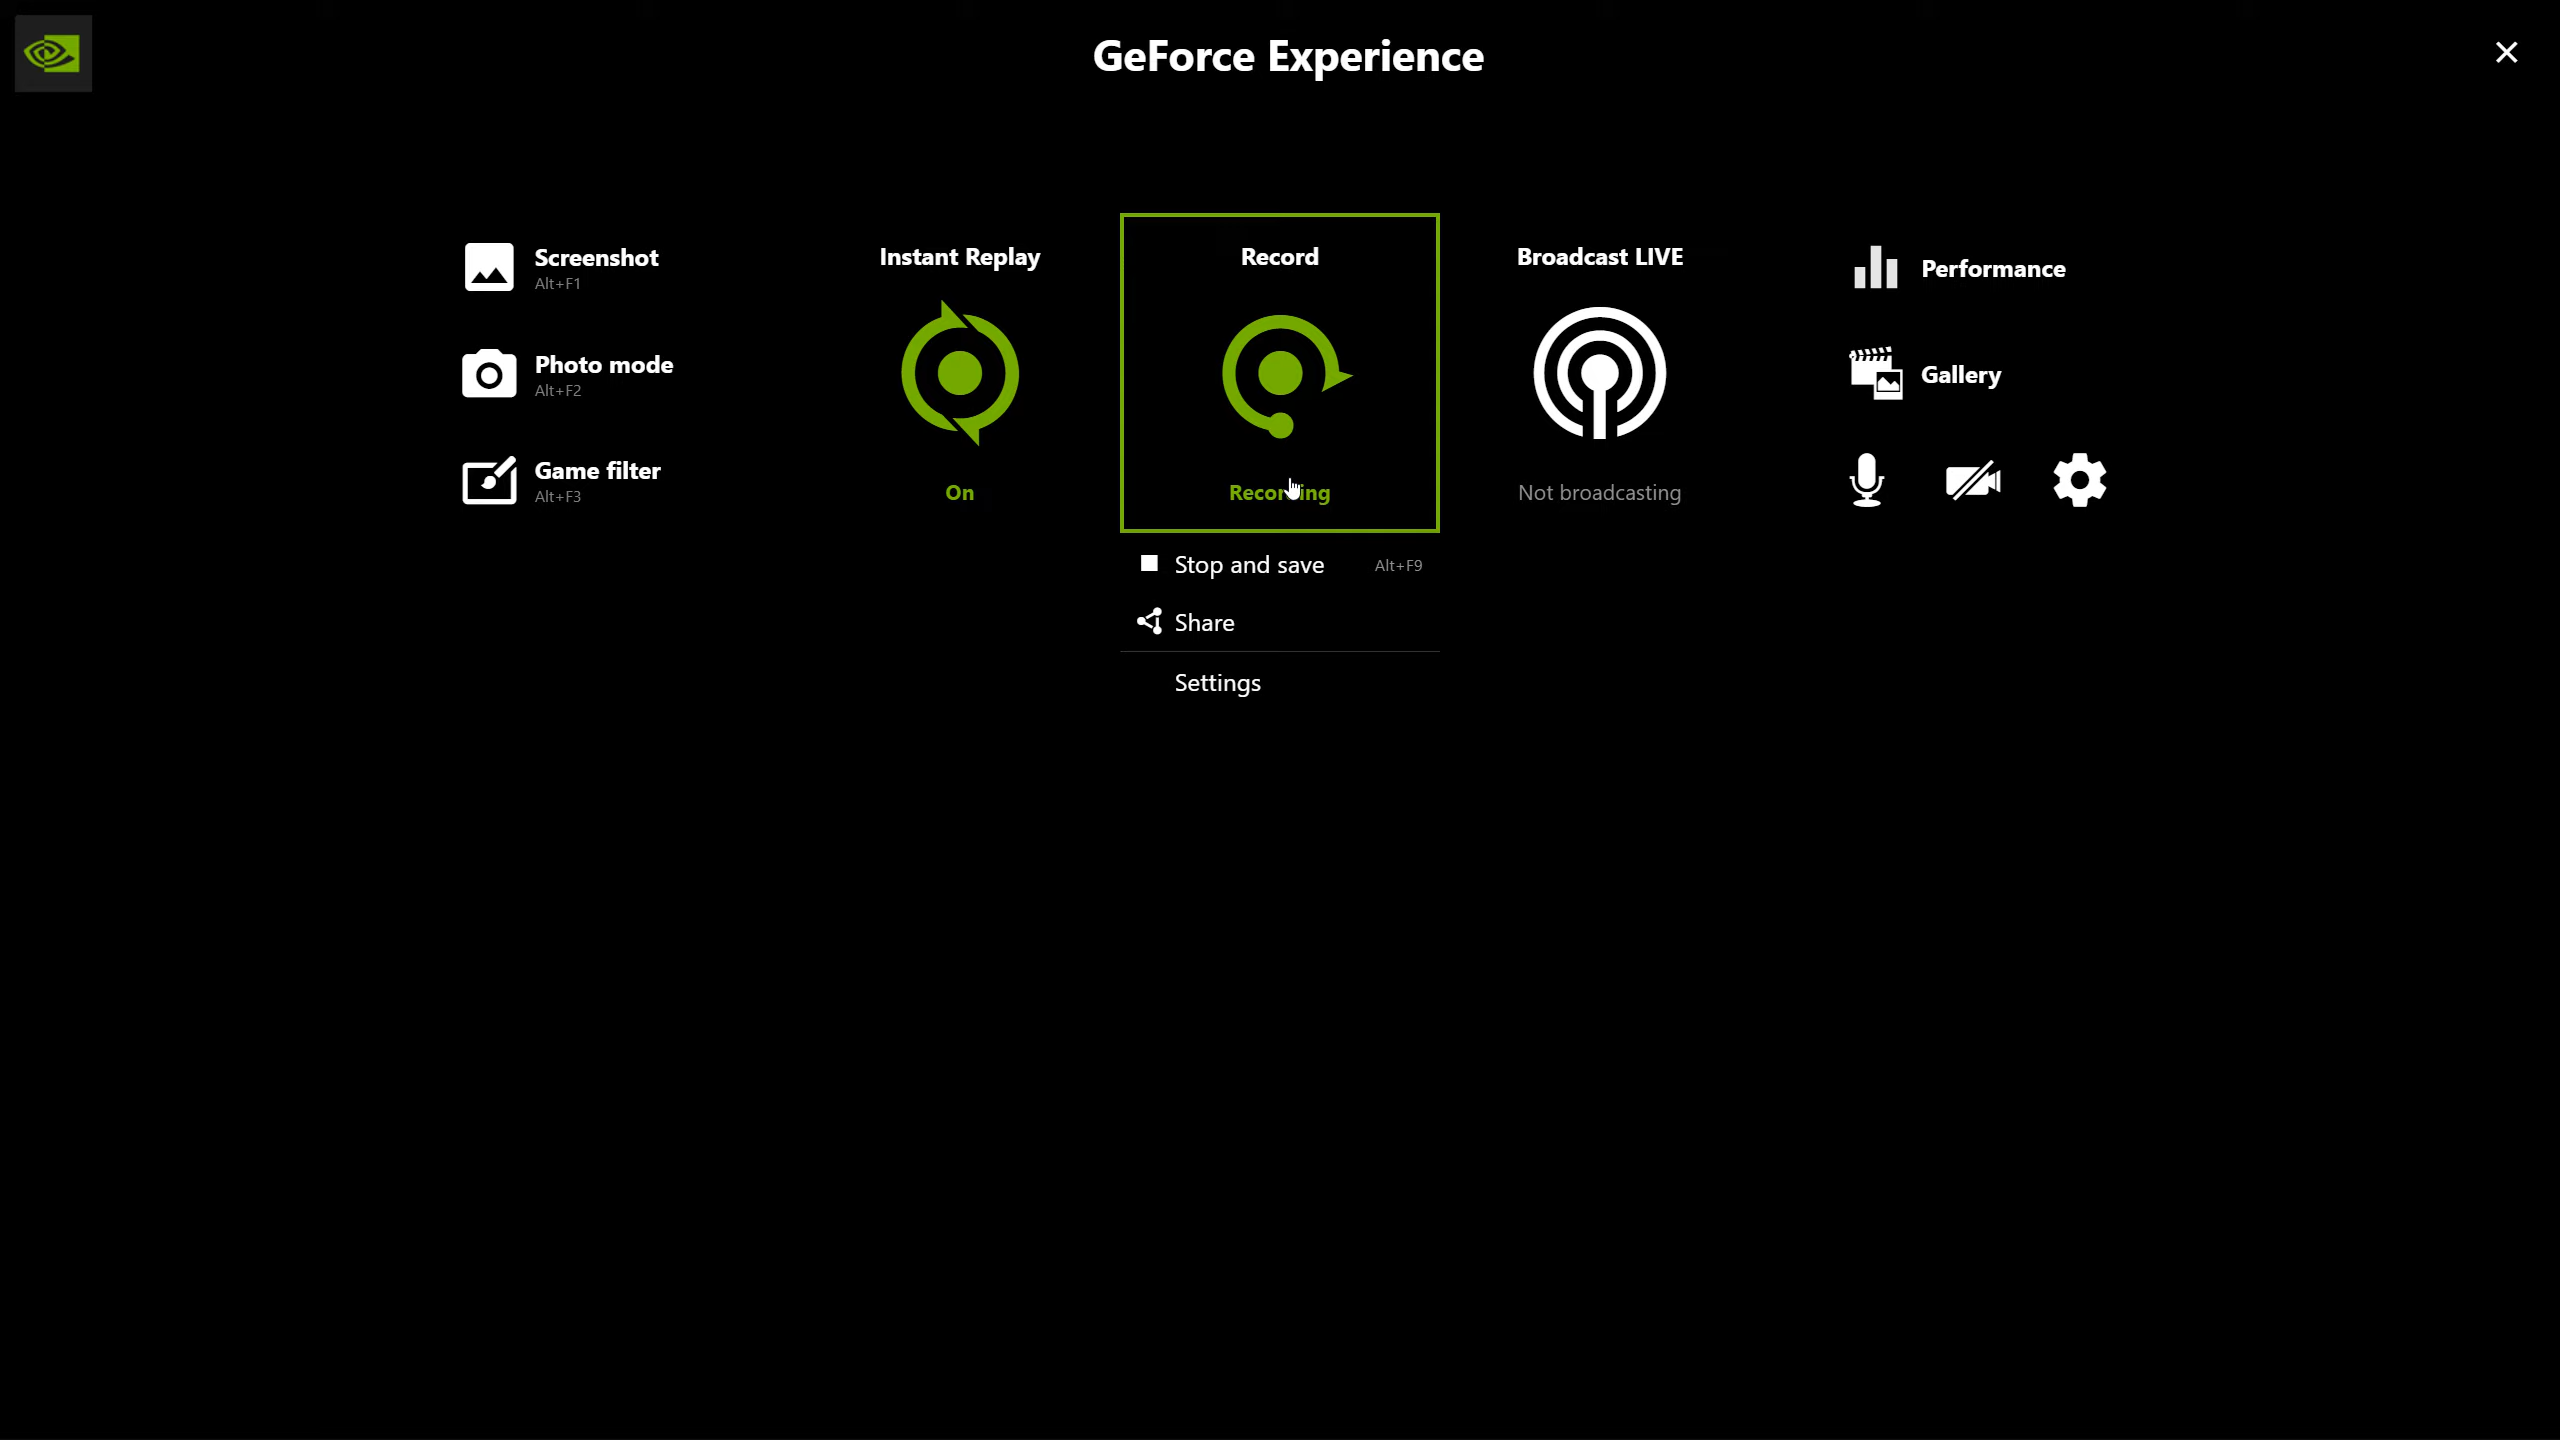 GeForce Experience
Screenshot
Alt+F1
Photo mode
Alt+F2
Game filter
Alt+F3
Instant Replay
On
Record
Recording
Stop and save Alt+F9
Share
Settings
Broadcast LIVE
Not broadcasting
Performance
Gallery